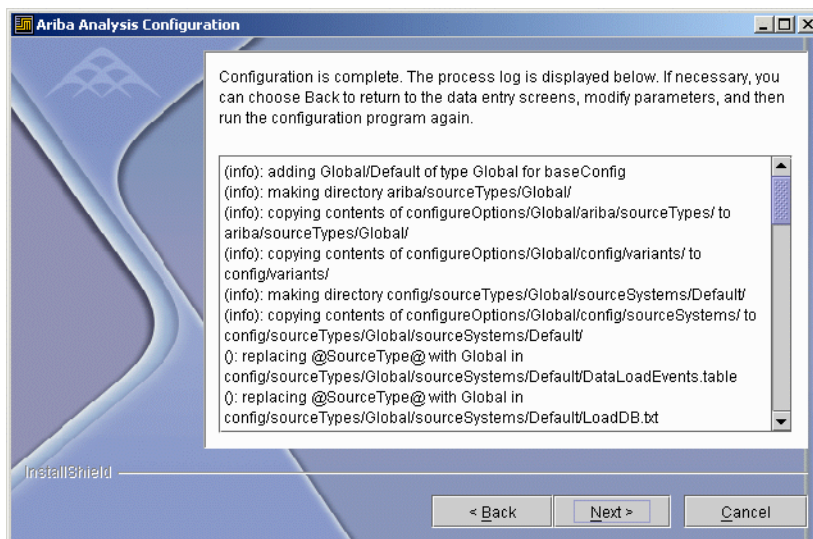 Ariba Analysis Configuration
Configuration is complete. The process log is displayed below. If necessary, you
can choose Back to return to the data entry screens, modify parameters, and then
run the configuration program again.
(info): adding Global/Default of type Global for baseConfig
(info): making directory ariba/sourceTypes/Global/
(info): copying contents of configureOptions/Global/ariba/sourceTypes/ to
ariba/sourceTypes/Global/
(info): copying contents of configureOptions/Global/config/variants/ to
config/variants/
(info): making directory config/sourceTypes/Global/sourceSystems/Default/
(info): copying contents of configureOptions/Global/config/sourceSystems/ to
config/sourceTypes/Global/sourceSystems/Default/
(): replacing @SourceType@ with Global in
config/sourceTypes/Global/sourceSystems/Default/DataLoadEvents.table
(): replacing @SourceType@ with Global in
config/sourceTypes/Global/sourceSystems/Default/LoadDB.txt
InstallShield
< Back
Next >
Cancel